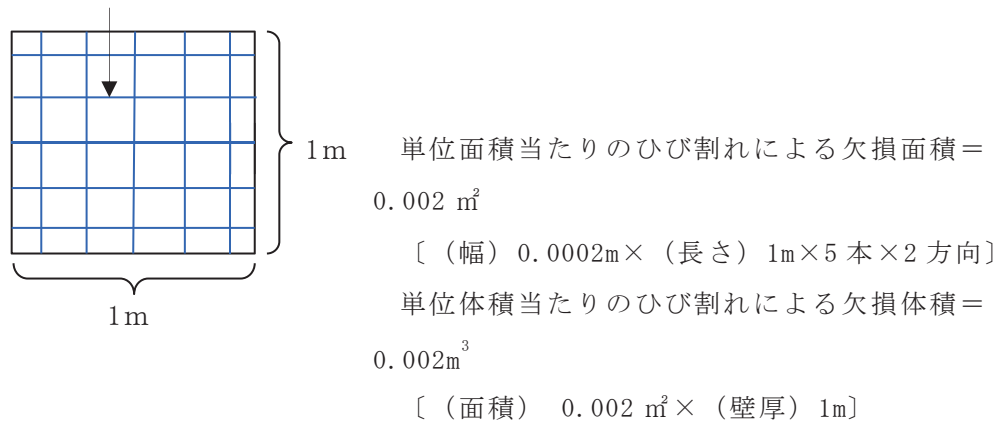 1m
1m
単位面積当たりのひび割れによる欠損面積＝
0.002 ㎡
〔（幅）0.0002m×（長さ）1m×5 本×2 方向〕
単位体積当たりのひび割れによる欠損体積＝
0.002m³
〔（面積） 0.002 ㎡×（壁厚）1m〕